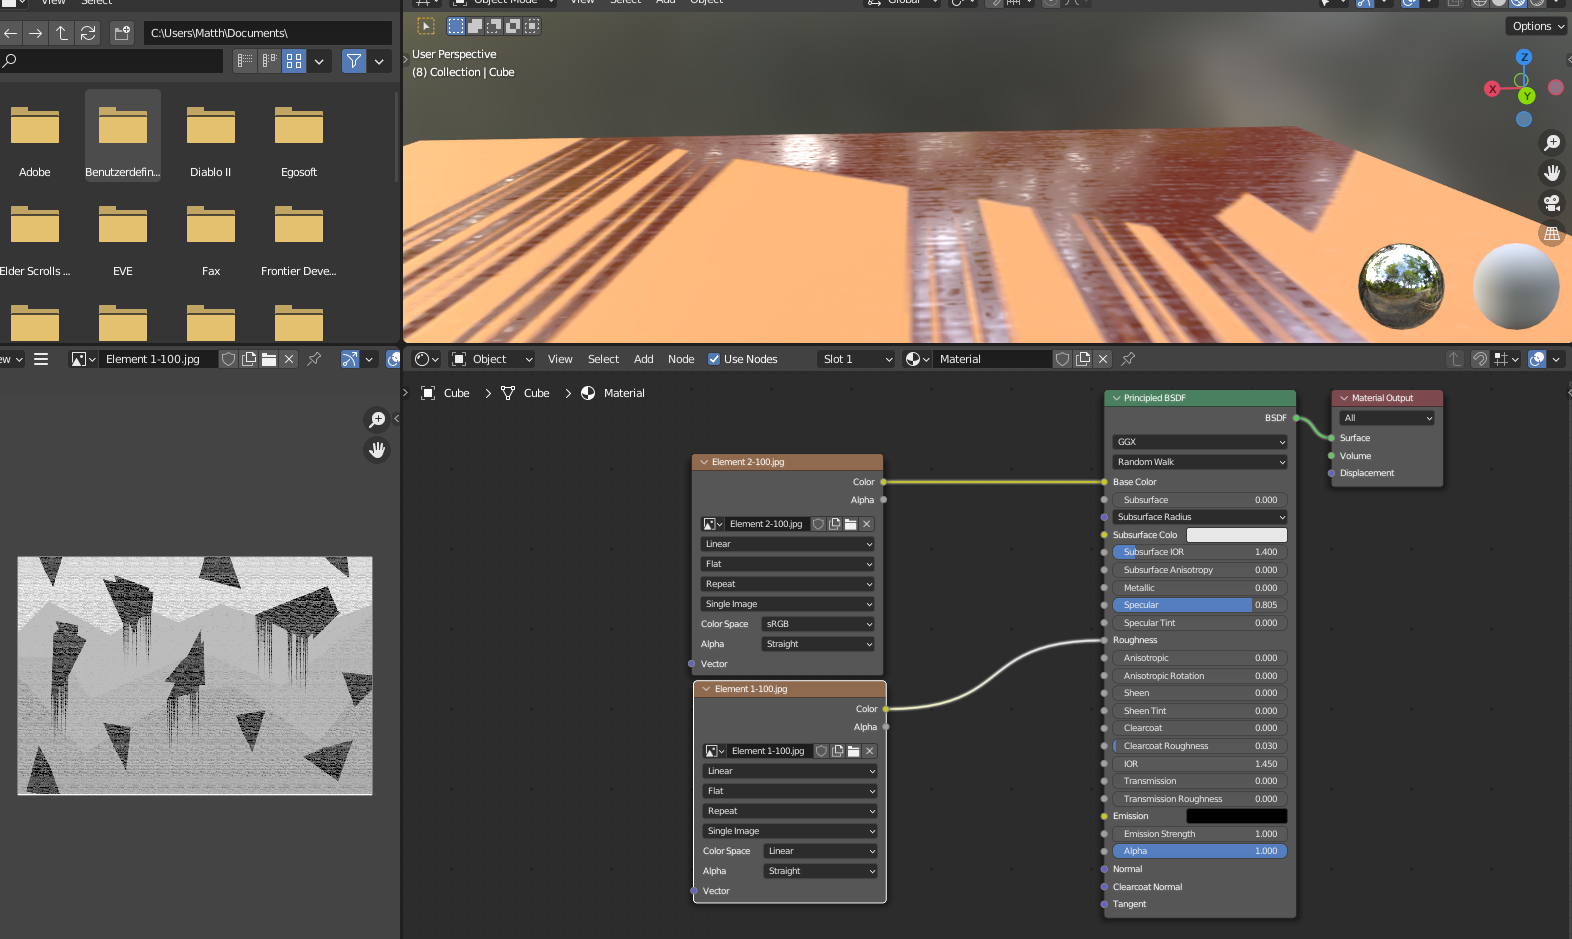 View Select
C:\Users\Matth\Documents\
Adobe
Benutzerdefin...
Diablo II
Egosoft
Elder Scrolls ...
EVE
Fax
Frontier Deve...
Object Mode View Select Add Object Global
Options
User Perspective
(8) Collection | Cube
Z
X
Y
ew
Element 1-100.jpg
Object View Select Add Node Use Nodes Slot 1 Material
Cube > Cube > Material
Element 2-100.jpg
Color
Alpha
Element 2-100.jpg
Linear
Flat
Repeat
Single Image
Color Space sRGB
Alpha Straight
Vector
Element 1-100.jpg
Color
Alpha
Element 1-100.jpg
Linear
Flat
Repeat
Single Image
Color Space Linear
Alpha Straight
Vector
Principled BSDF
BSDF
GGX
Random Walk
Base Color
Subsurface 0.000
Subsurface Radius
Subsurface Colo
Subsurface IOR 1.400
Subsurface Anisotropy 0.000
Metallic 0.000
Specular 0.805
Specular Tint 0.000
Roughness
Anisotropic 0.000
Anisotropic Rotation 0.000
Sheen 0.000
Sheen Tint 0.000
Clearcoat 0.000
Clearcoat Roughness 0.030
IOR 1.450
Transmission 0.000
Transmission Roughness 0.000
Emission
Emission Strength 1.000
Alpha 1.000
Normal
Clearcoat Normal
Tangent
Material Output
All
Surface
Volume
Displacement